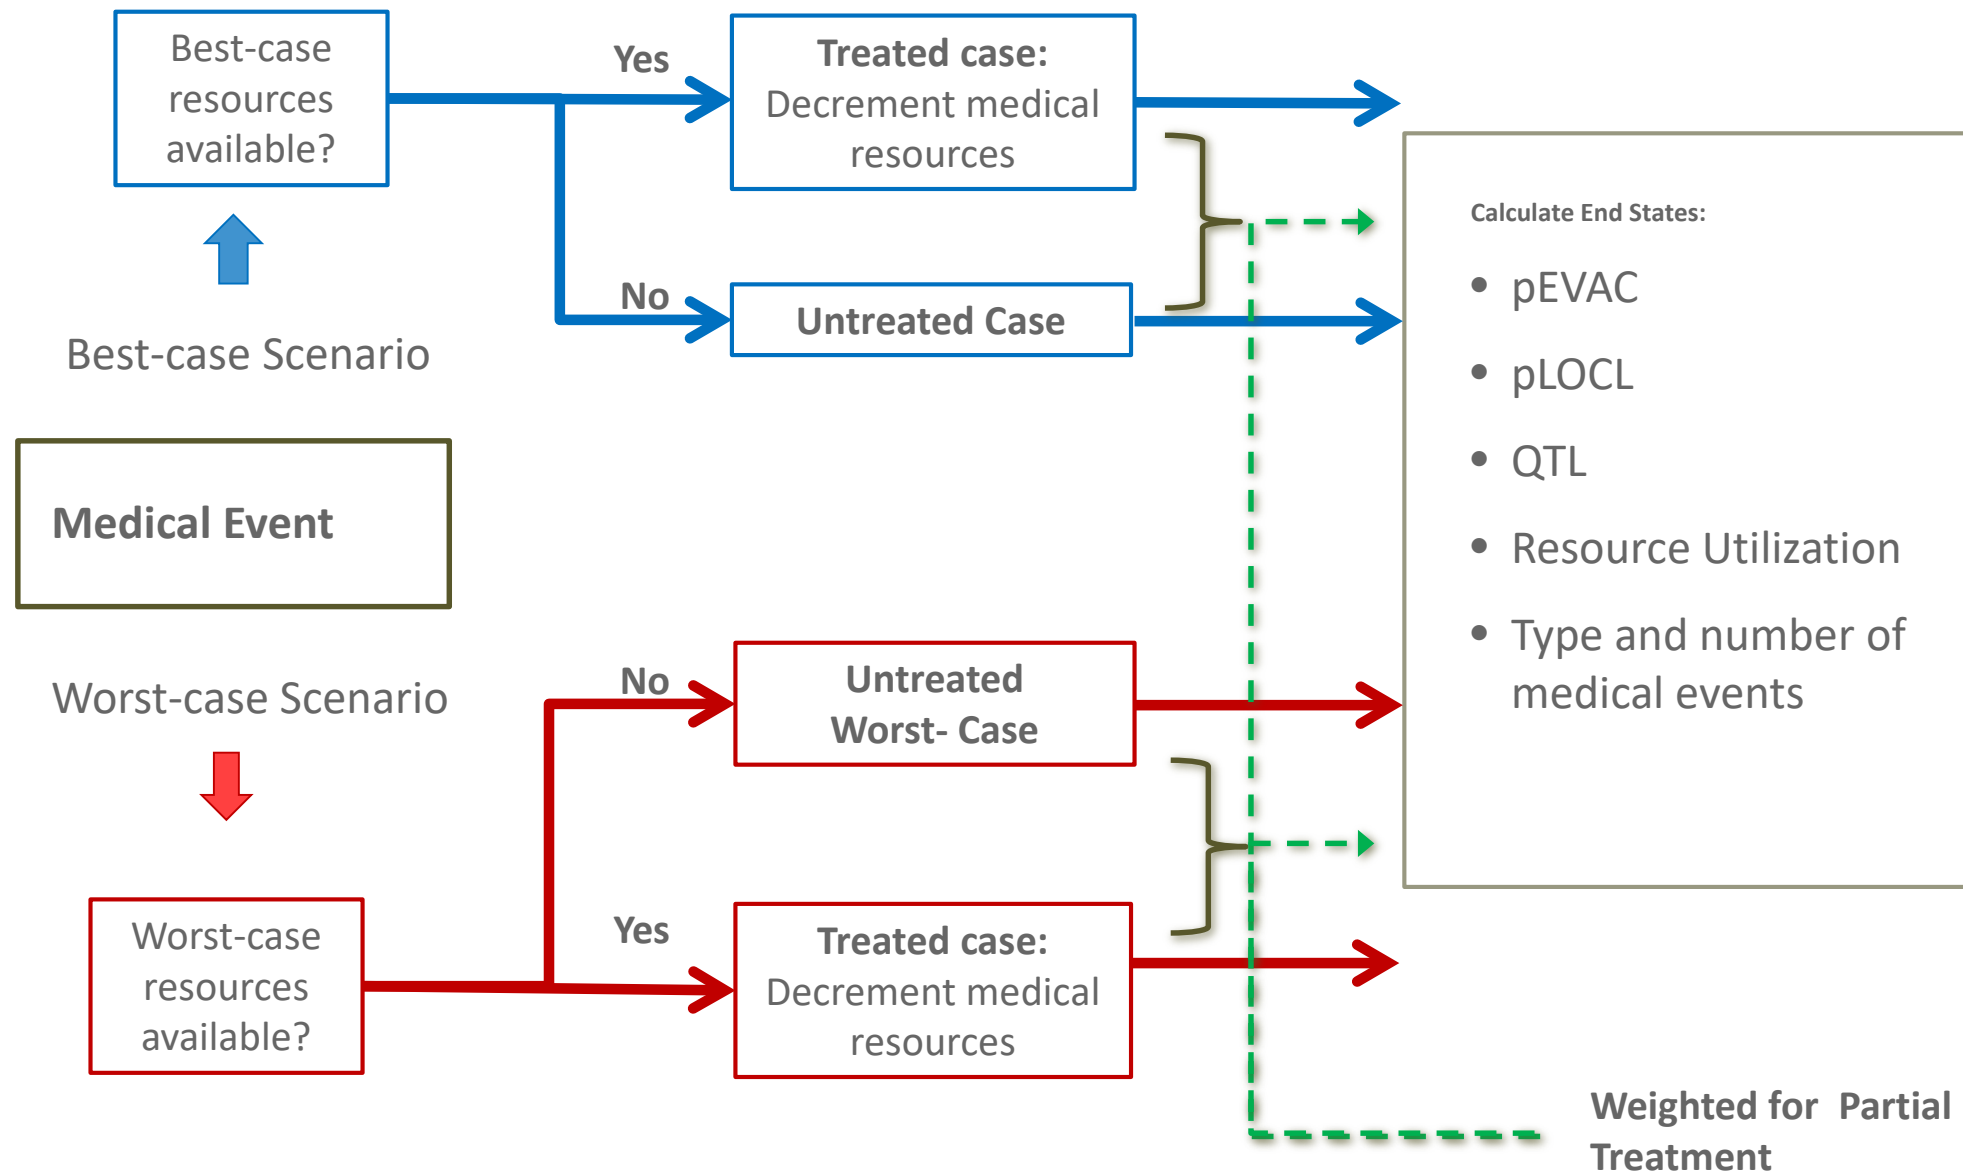 Best-case
resources
available?
Yes
Treated case:
Decrement medical
resources
No
Untreated Case
Best-case Scenario
Medical Event
Worst-case Scenario
No
Untreated
Worst- Case
Worst-case
resources
available?
Yes
Treated case:
Decrement medical
resources
Calculate End States:
• pEVAC
• pLOCL
• QTL
• Resource Utilization
• Type and number of
medical events
Weighted for  Partial
Treatment